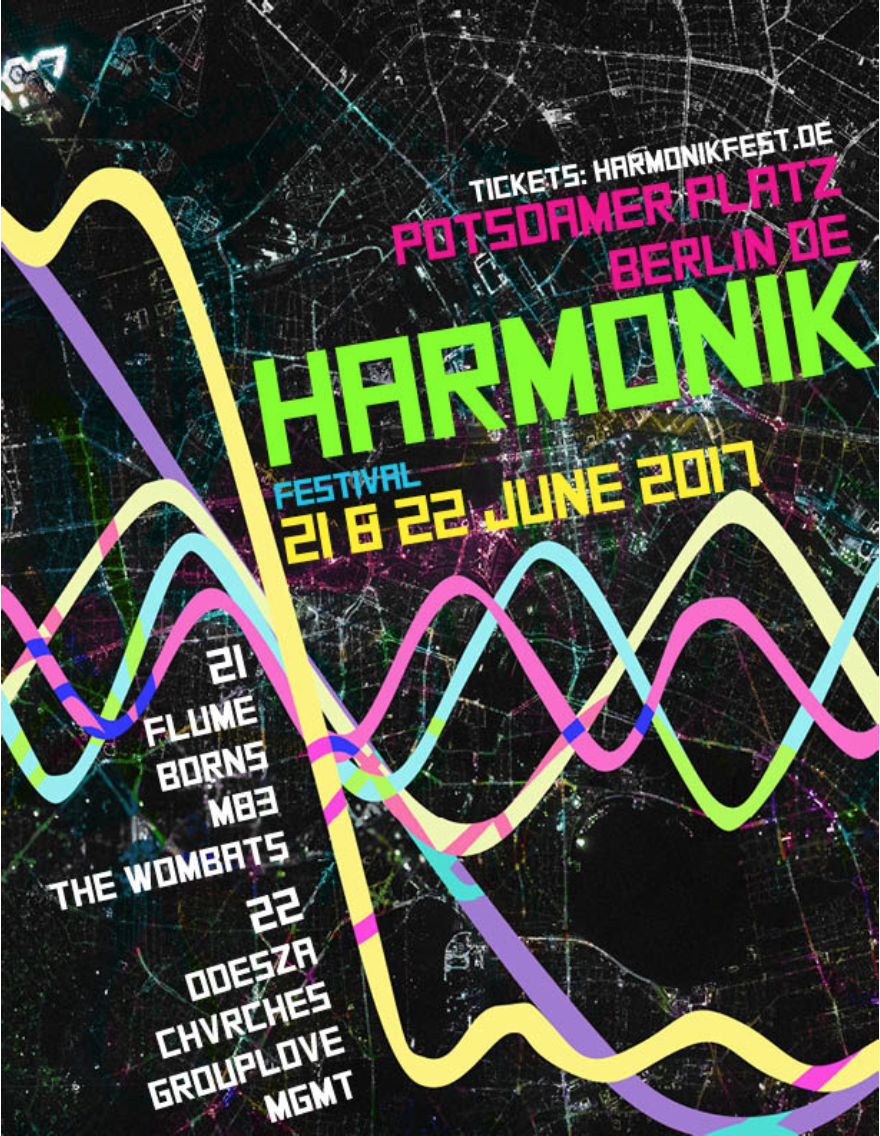 TICKETS: HARMONIKFEST.DE
POTSDAMER PLATZ
BERLIN DE
HARMONIK
FESTIVAL
21 & 22 JUNE 2017
21
FLUME
BORNS
M83
THE WOMBATS
22
ODESZA
CHVRCHES
GROUPLOVE
MGMT